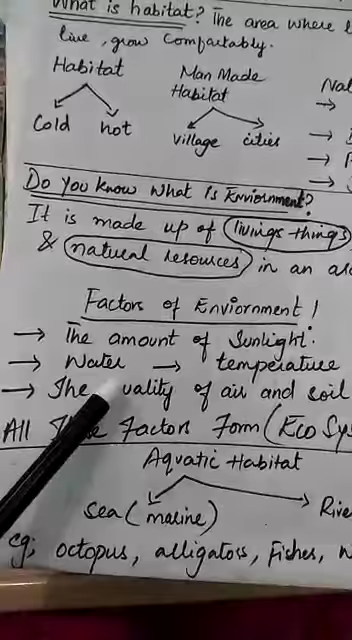 What is habitat? The area where
live, grow Comfortably.
Habitat
Man Made
Habitat
Cold hot
village cities
Do You Know What Is Enviornment?
It is made up of livings things
& natural resources in an
Factors of Enviornment!
→ The amount of Sunlight.
→ Water → temperature
→ The quality of air and soil
All Factors Form (Eco
Aquatic Habitat
Sea (marine)
eg; octopus, alligators, Fishes,